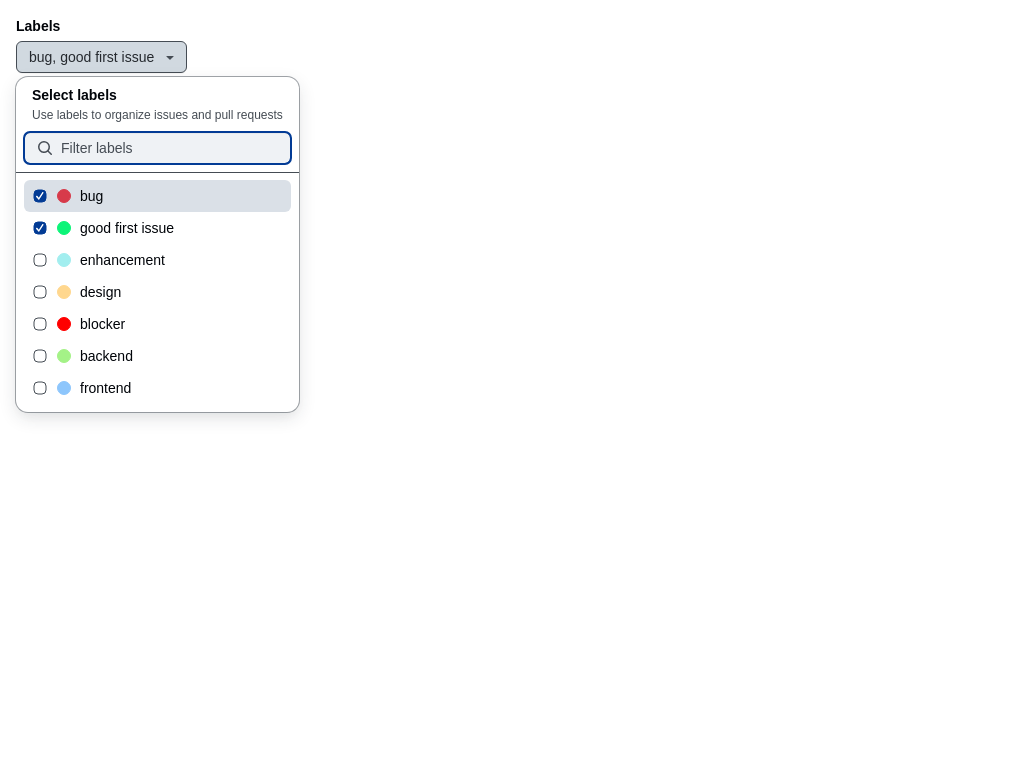 Labels
bug, good first issue
Select labels
Use labels to organize issues and pull requests
Filter labels
bug
good first issue
enhancement
design
blocker
backend
frontend